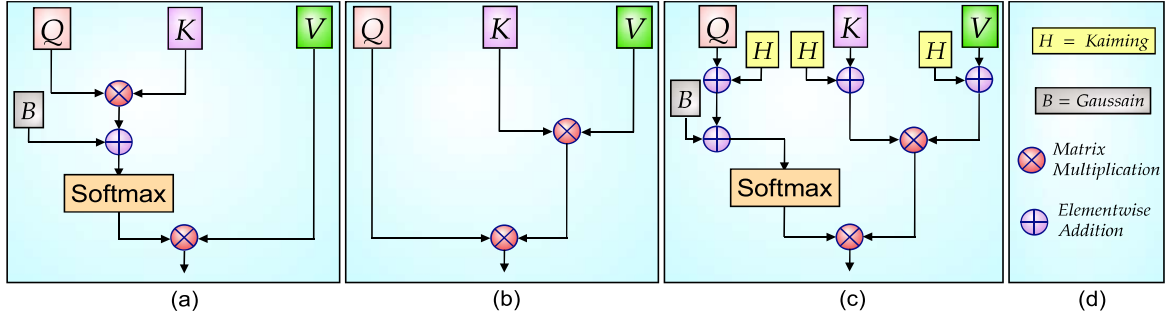 Q K V
B
Softmax
(a)
Q K V
(b)
Q K V
H H H
B
Softmax
(c)
H = Kaiming
B = Gaussain
Matrix
Multiplication
Elementwise
Addition
(d)